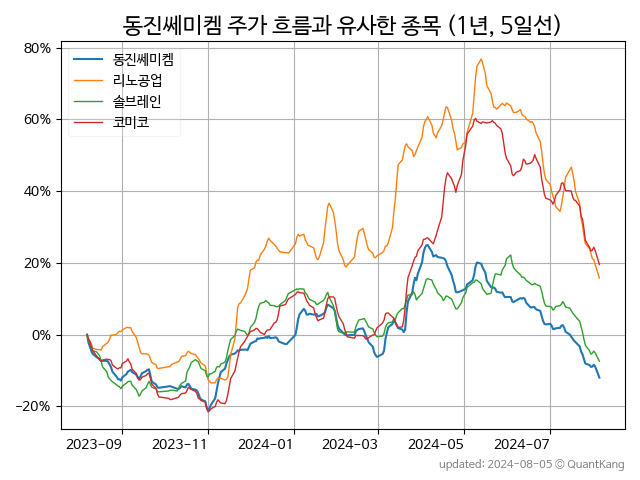 동진쎄미켐 주가 흐름과 유사한 종목 (1년, 5일선)
80%
60%
40%
20%
0%
−20%
동진쎄미켐
리노공업
솔브레인
코미코
2023-09
2023-11
2024-01
2024-03
2024-05
2024-07
updated: 2024-08-05 © QuantKang